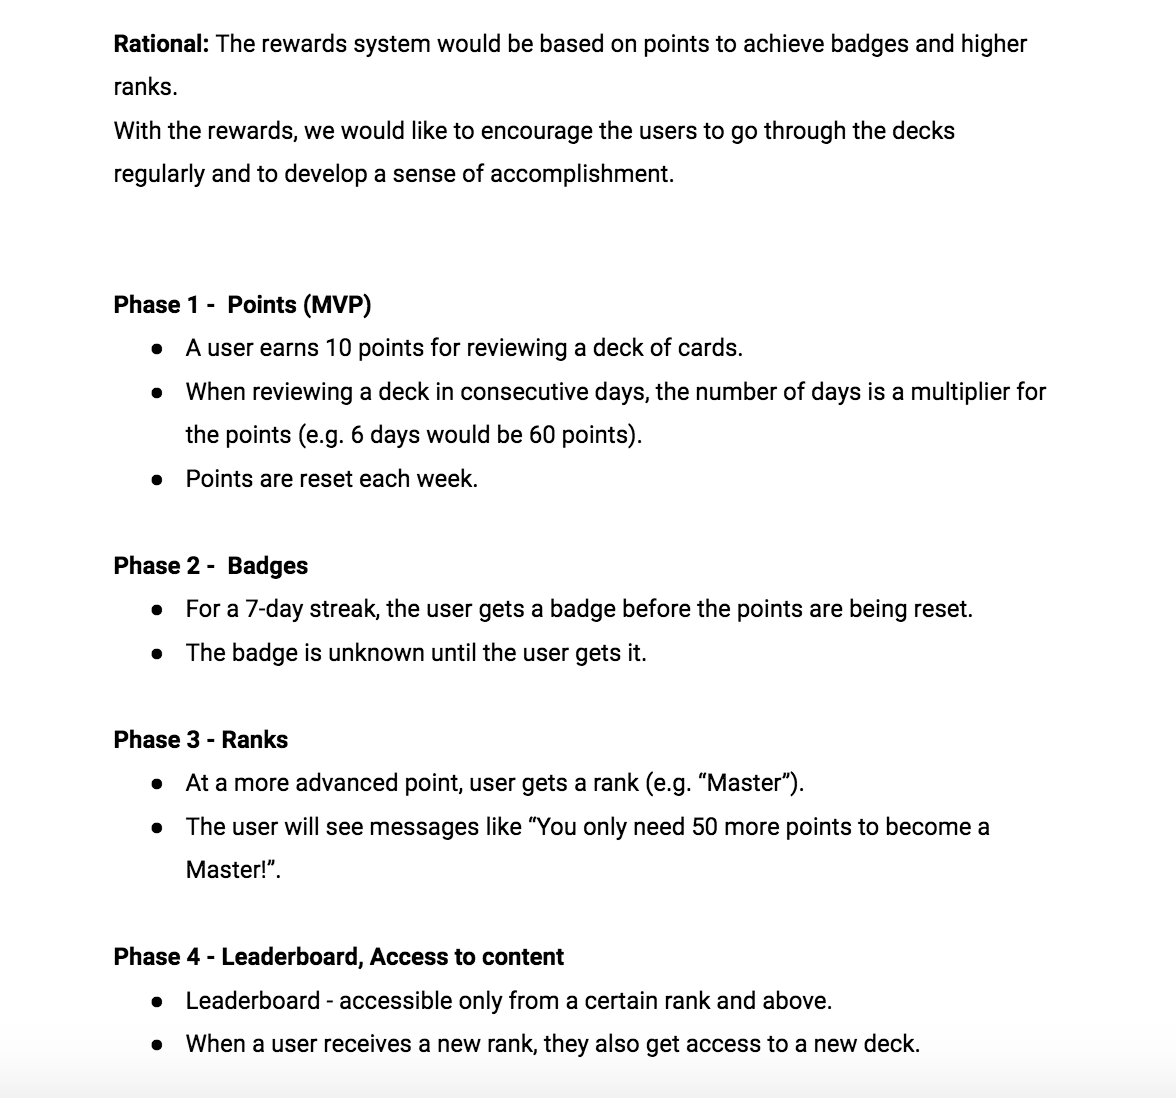 Rational: The rewards system would be based on points to achieve badges and higher
ranks.
With the rewards, we would like to encourage the users to go through the decks
regularly and to develop a sense of accomplishment.
Phase 1 -  Points (MVP)
● A user earns 10 points for reviewing a deck of cards.
● When reviewing a deck in consecutive days, the number of days is a multiplier for
the points (e.g. 6 days would be 60 points).
● Points are reset each week.
Phase 2 -  Badges
● For a 7-day streak, the user gets a badge before the points are being reset.
● The badge is unknown until the user gets it.
Phase 3 - Ranks
● At a more advanced point, user gets a rank (e.g. “Master”).
● The user will see messages like “You only need 50 more points to become a
Master!”.
Phase 4 - Leaderboard, Access to content
● Leaderboard - accessible only from a certain rank and above.
● When a user receives a new rank, they also get access to a new deck.